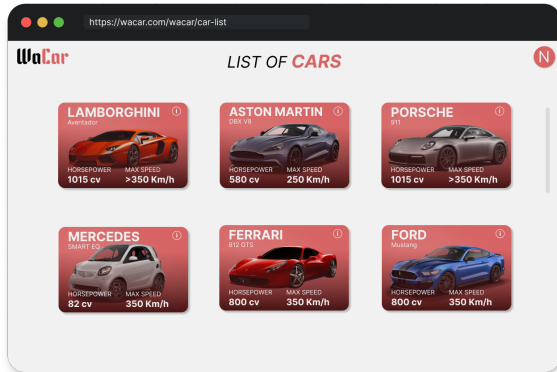 https://wacar.com/wacar/car-list
WaCar
LIST OF CARS
N
LAMBORGHINI
Aventador
HORSEPOWER MAX SPEED
1015 cv >350 Km/h
ASTON MARTIN
DBX V8
HORSEPOWER MAX SPEED
580 cv 250 Km/h
PORSCHE
911
HORSEPOWER MAX SPEED
1015 cv >350 Km/h
MERCEDES
SMART EQ
HORSEPOWER MAX SPEED
82 cv 350 Km/h
FERRARI
812 GTS
HORSEPOWER MAX SPEED
800 cv 350 Km/h
FORD
Mustang
HORSEPOWER MAX SPEED
800 cv 350 Km/h